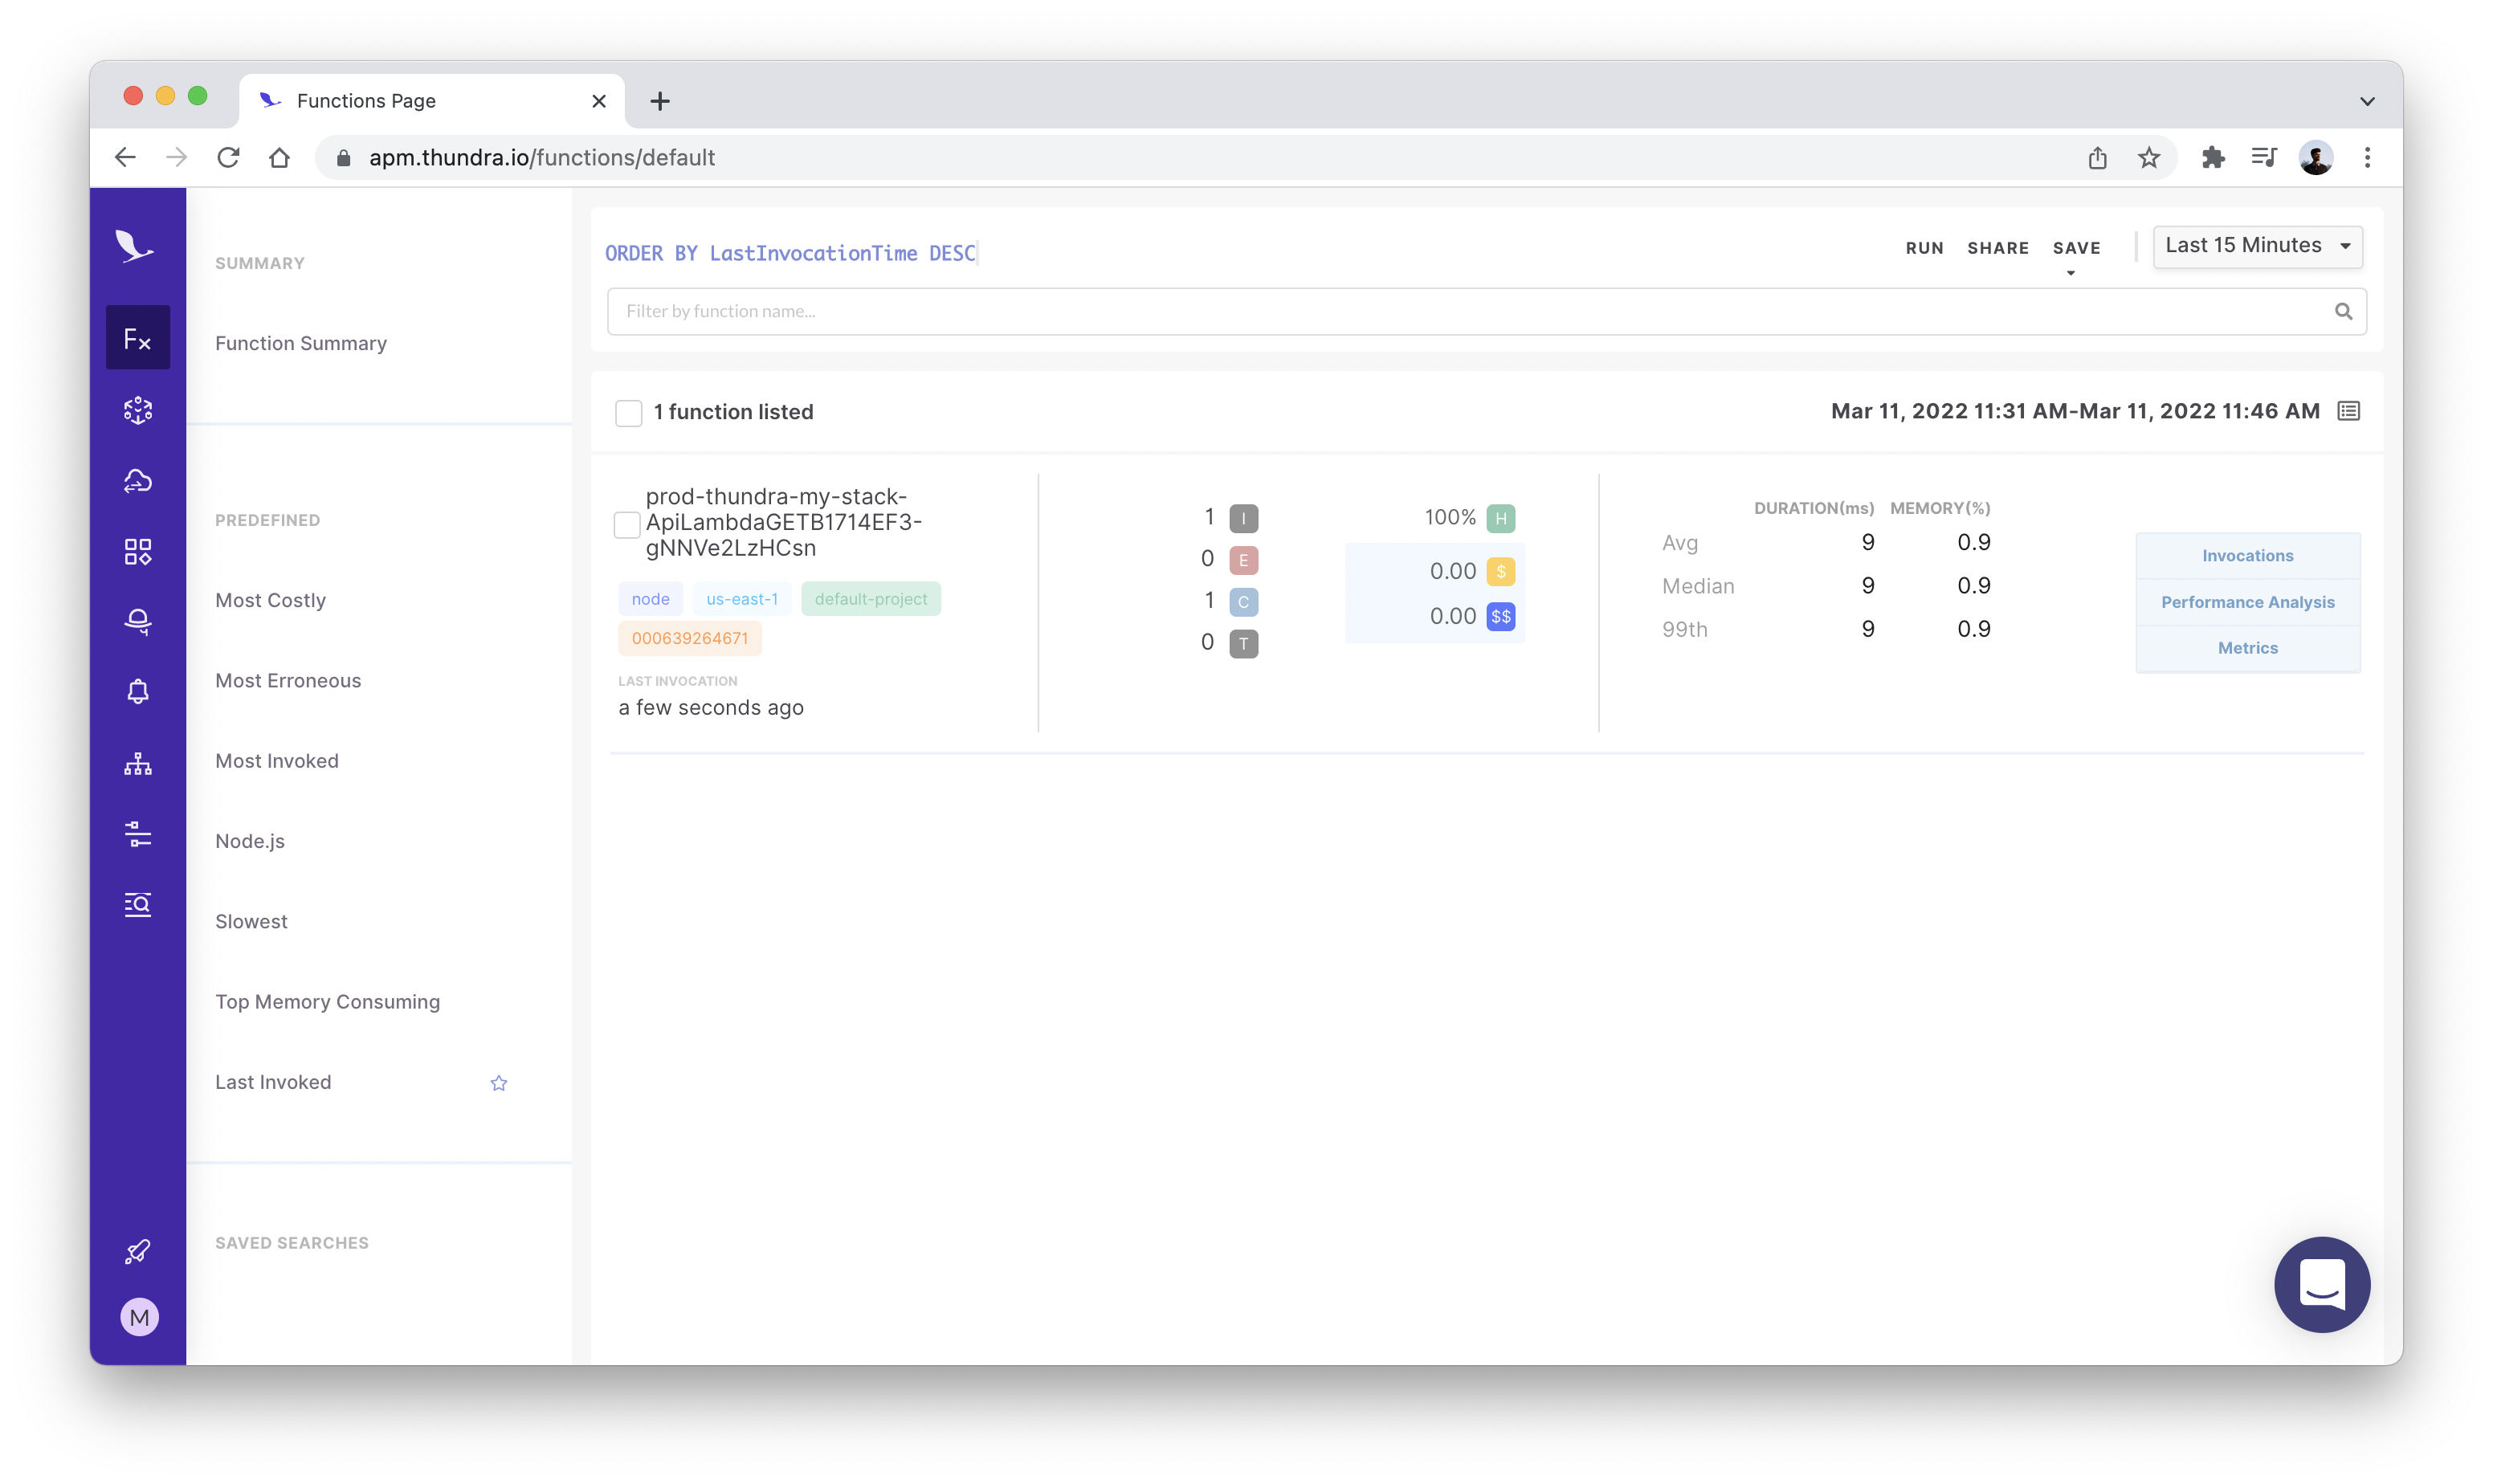 Functions Page
apm.thundra.io/functions/default
Fx
M
SUMMARY
Function Summary
PREDEFINED
Most Costly
Most Erroneous
Most Invoked
Node.js
Slowest
Top Memory Consuming
Last Invoked
SAVED SEARCHES
ORDER BY LastInvocationTime DESC
RUN SHARE SAVE
Last 15 Minutes
Filter by function name...
1 function listed
Mar 11, 2022 11:31 AM-Mar 11, 2022 11:46 AM
prod-thundra-my-stack-
ApiLambdaGETB1714EF3-
gNNVe2LzHCsn
node us-east-1 default-project
000639264671
LAST INVOCATION
a few seconds ago
1 I
0 E
1 C
0 T
100% H
0.00 $
0.00 $$
DURATION(ms) MEMORY(%)
Avg 9 0.9
Median 9 0.9
99th 9 0.9
Invocations
Performance Analysis
Metrics